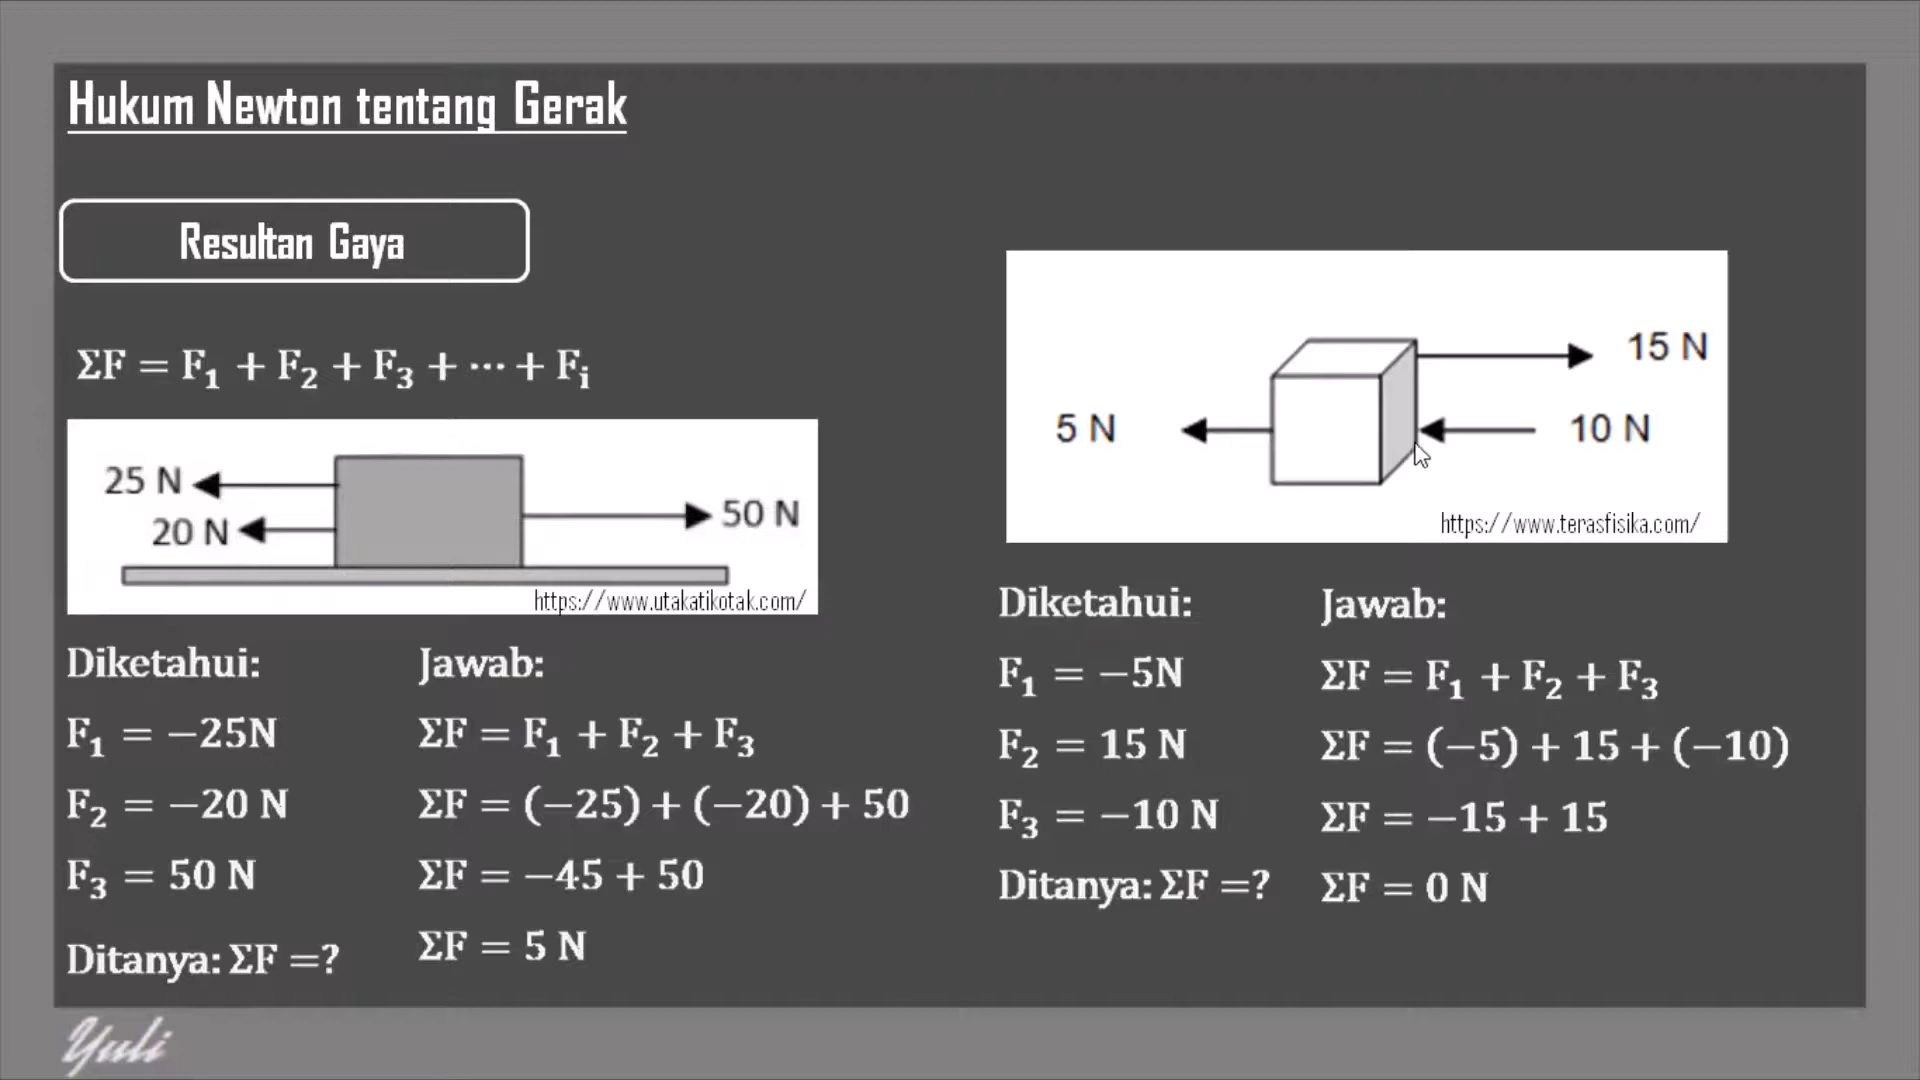 Hukum Newton tentang Gerak
Resultan Gaya
ΣF = F₁ + F₂ + F₃ + ⋯ + Fᵢ
25 N
20 N
50 N
https://www.utakatikotak.com/
Diketahui:
F₁ = −25N
F₂ = −20 N
F₃ = 50 N
Ditanya: ΣF =?
Jawab:
ΣF = F₁ + F₂ + F₃
ΣF = (−25) + (−20) + 50
ΣF = −45 + 50
ΣF = 5 N
15 N
5 N
10 N
https://www.terasfisika.com/
Diketahui:
F₁ = −5N
F₂ = 15 N
F₃ = −10 N
Ditanya: ΣF =?
Jawab:
ΣF = F₁ + F₂ + F₃
ΣF = (−5) + 15 + (−10)
ΣF = −15 + 15
ΣF = 0 N
Yuli